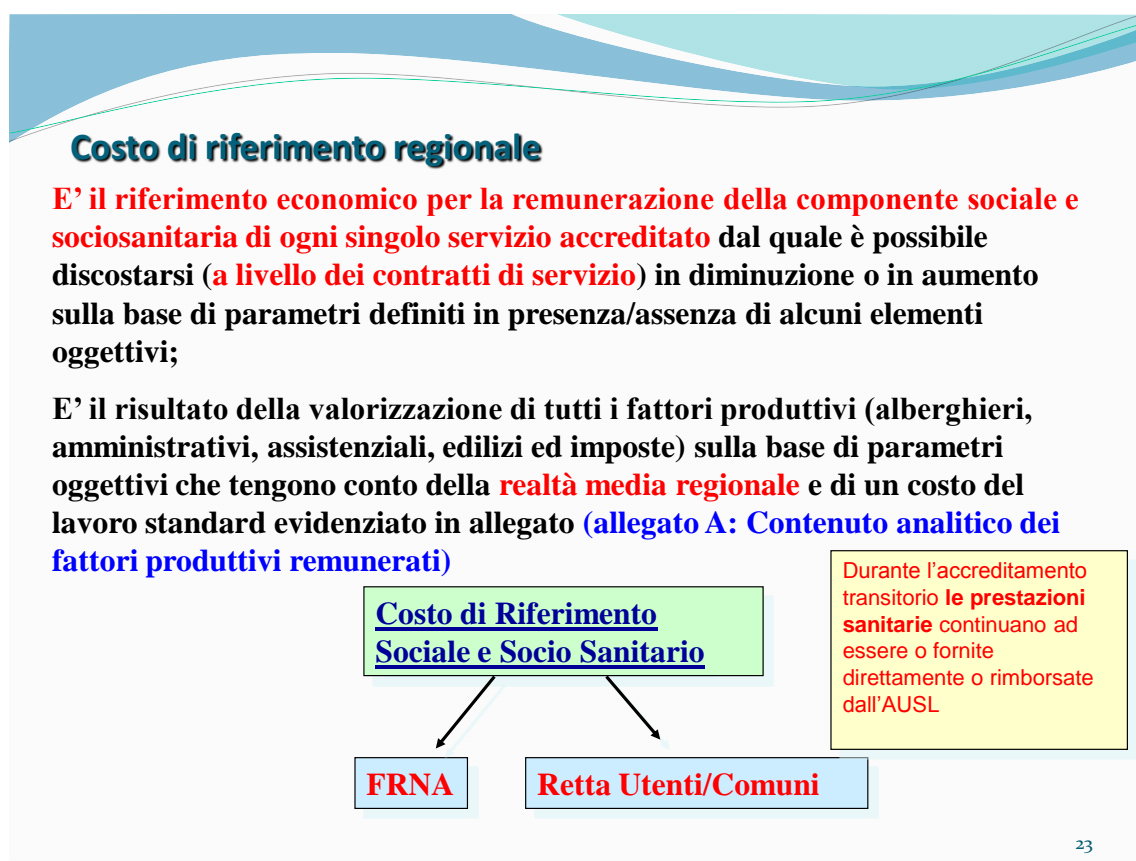 Costo di riferimento regionale
E' il riferimento economico per la remunerazione della componente sociale e
sociosanitaria di ogni singolo servizio accreditato dal quale è possibile
discostarsi (a livello dei contratti di servizio) in diminuzione o in aumento
sulla base di parametri definiti in presenza/assenza di alcuni elementi
oggettivi;
E' il risultato della valorizzazione di tutti i fattori produttivi (alberghieri,
amministrativi, assistenziali, edilizi ed imposte) sulla base di parametri
oggettivi che tengono conto della realtà media regionale e di un costo del
lavoro standard evidenziato in allegato (allegato A: Contenuto analitico dei
fattori produttivi remunerati)
Durante l'accreditamento
transitorio le prestazioni
sanitarie continuano ad
essere o fornite
direttamente o rimborsate
dall'AUSL
Costo di Riferimento
Sociale e Socio Sanitario
FRNA
Retta Utenti/Comuni
23